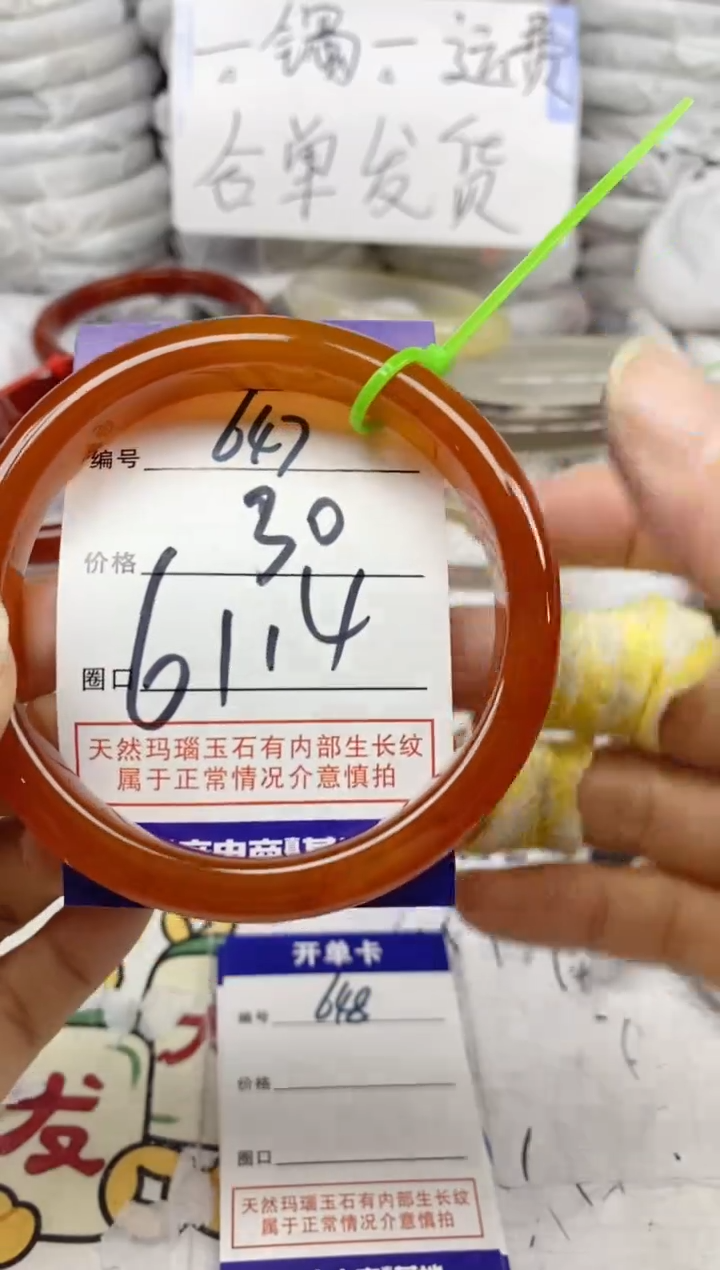 一镯一运费
合单发货
编号 647
价格 30
圈口 61.4
天然玛瑙玉石有内部生长纹
属于正常情况介意慎拍
开单卡
编号 648
价格
圈口
天然玛瑙玉石有内部生长纹
属于正常情况介意慎拍
发